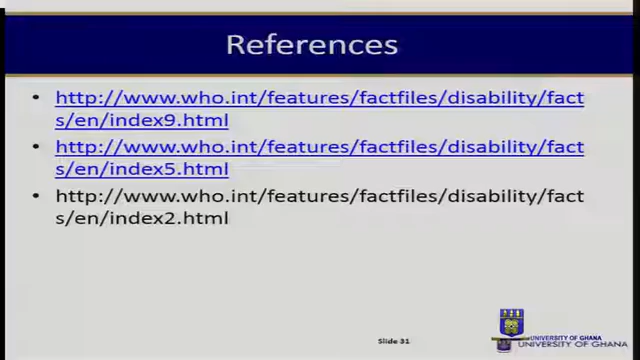 References
• http://www.who.int/features/factfiles/disability/fact
s/en/index9.html
• http://www.who.int/features/factfiles/disability/fact
s/en/index5.html
• http://www.who.int/features/factfiles/disability/fact
s/en/index2.html
Slide 31
UNIVERSITY OF GHANA
UNIVERSITY OF GHANA